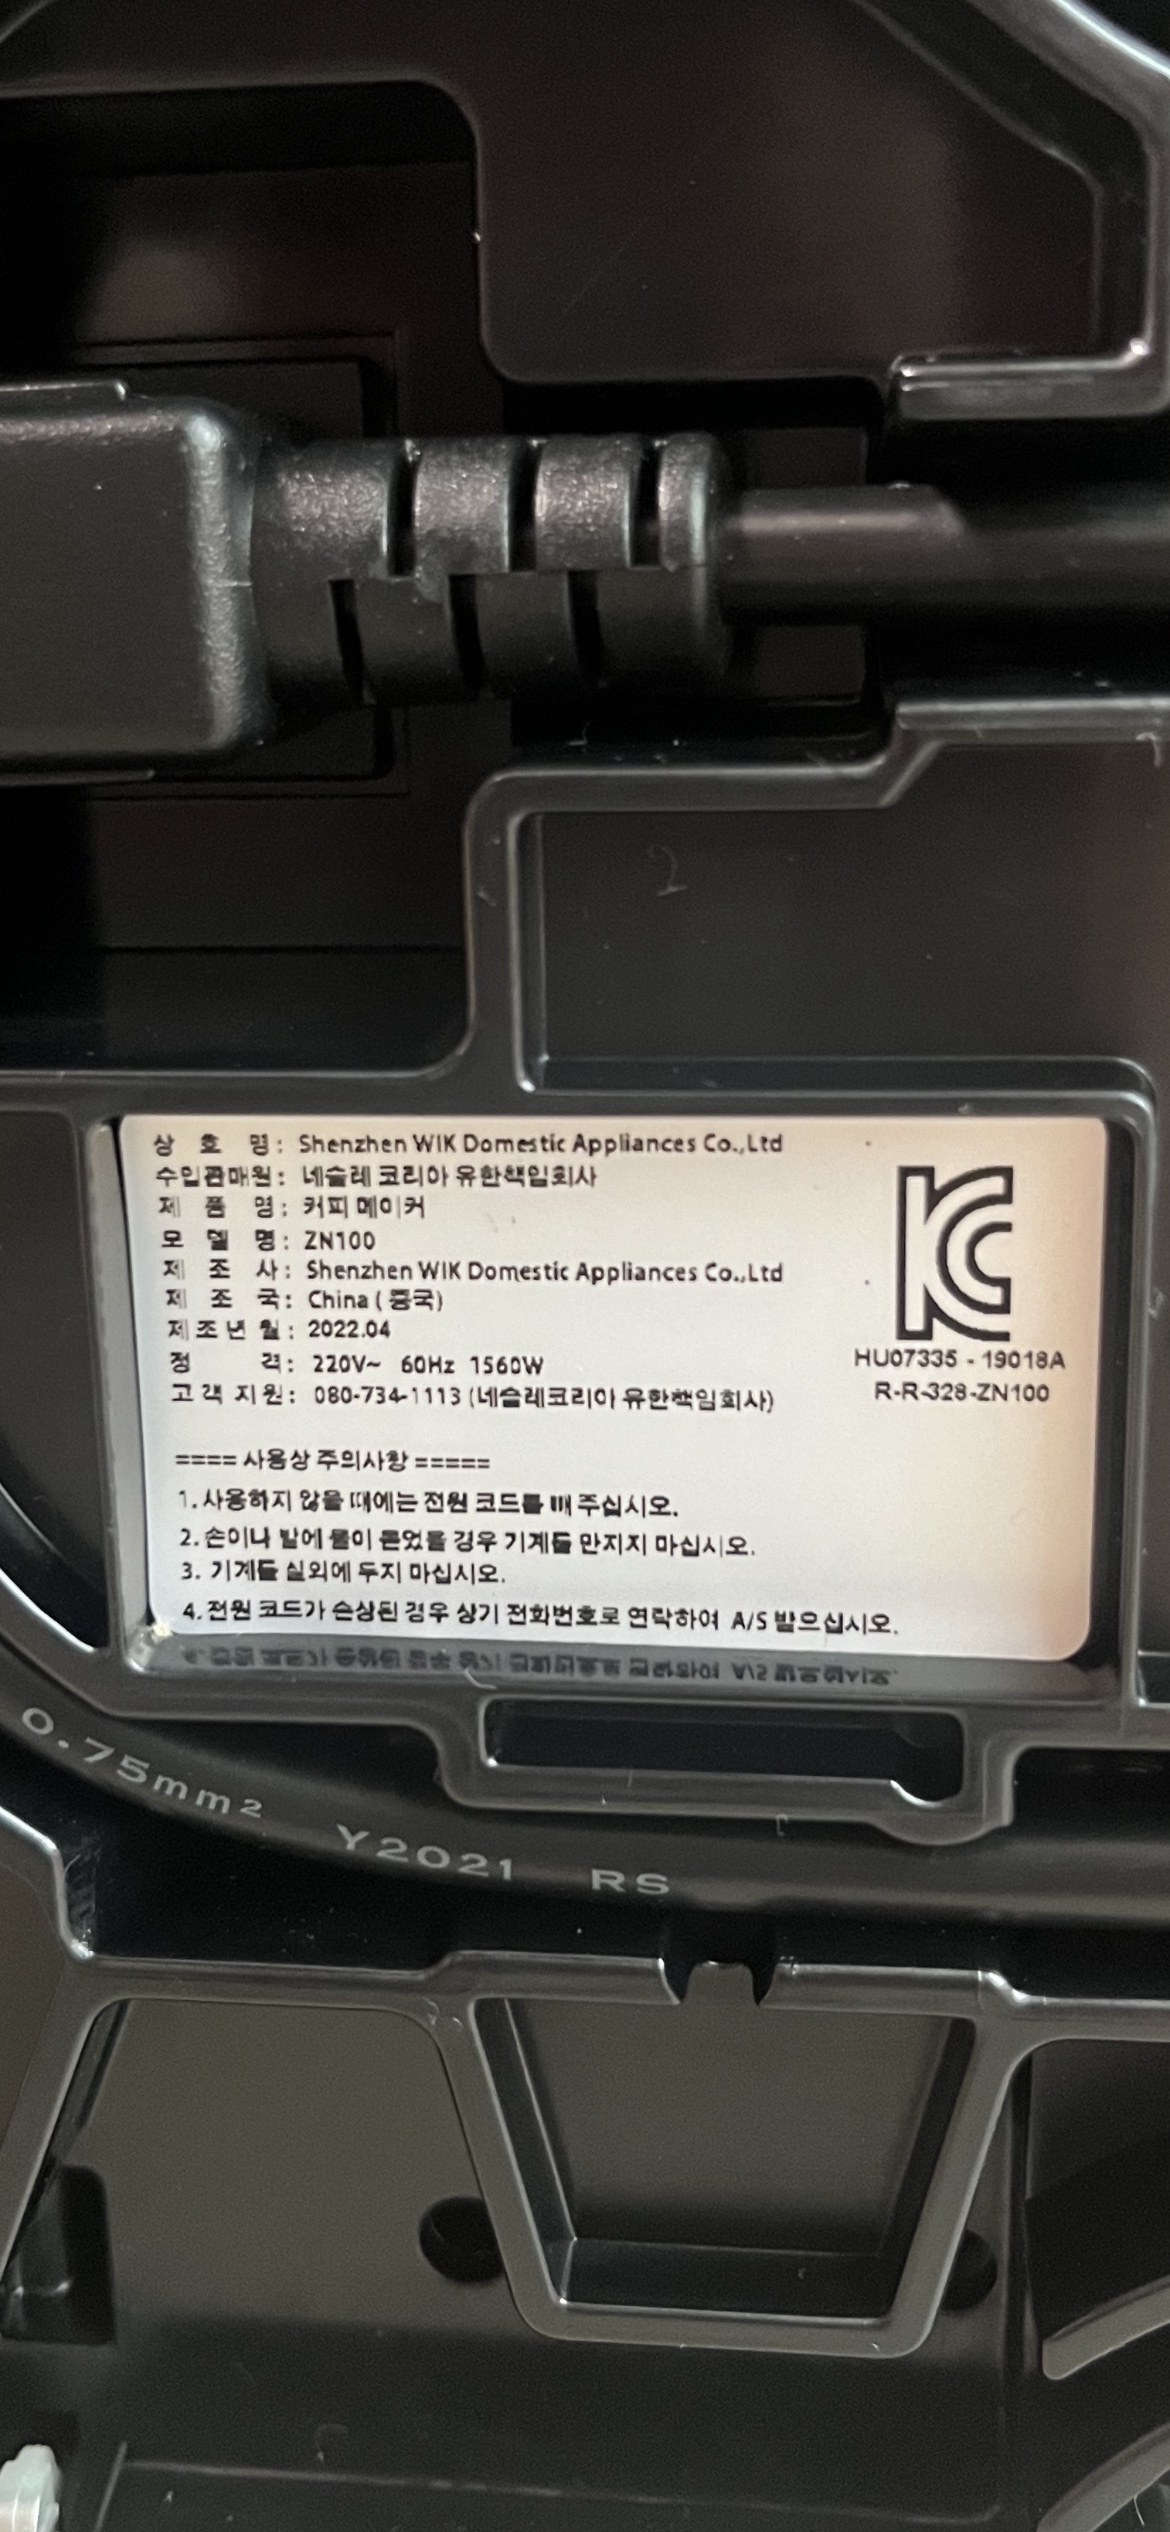 상 호 명 : Shenzhen WIK Domestic Appliances Co.,Ltd
수입판매원 : 네슬레 코리아 유한책임회사
제 품 명 : 커피 메이커
모 델 명 : ZN100
제 조 사 : Shenzhen WIK Domestic Appliances Co.,Ltd
제 조 국 : China ( 중국)
제조년 월 : 2022.04
정 격 : 220V~ 60Hz 1560W
고객 지원 : 080-734-1113 (네슬레코리아 유한책임회사)
HU07335 - 19018A
R-R-328-ZN100
==== 사용상 주의사항 =====
1. 사용하지 않을 때에는 전원 코드를 빼 주십시오.
2. 손이나 발에 물이 묻었을 경우 기계를 만지지 마십시오.
3. 기계를 실외에 두지 마십시오.
4. 전원 코드가 손상된 경우 상기 전화번호로 연락하여 A/S 받으십시오.
0.75mm² Y2021 RS